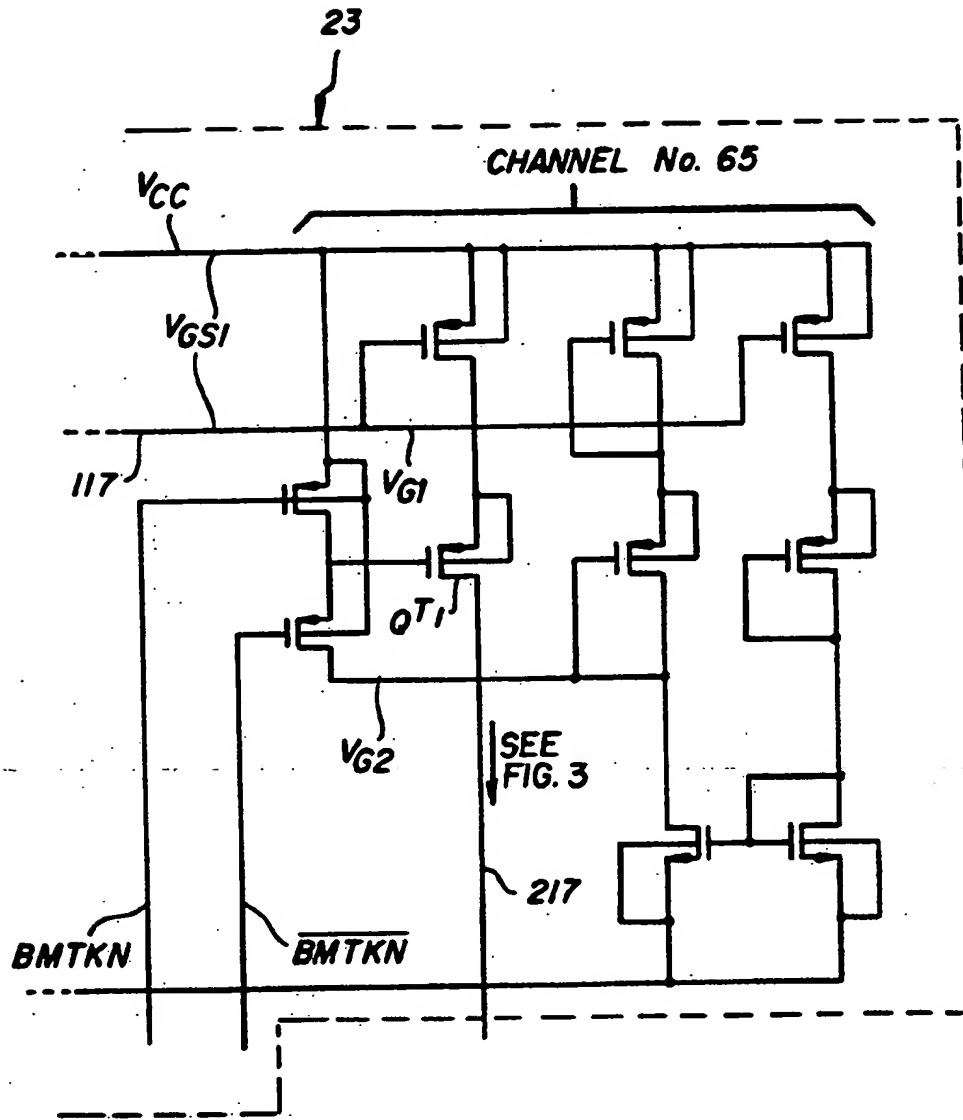 23
CHANNEL No. 65
VCC
VGS1
117
VG1
QT1
VG2
SEE
FIG. 3
217
BMTKN
BMTKN